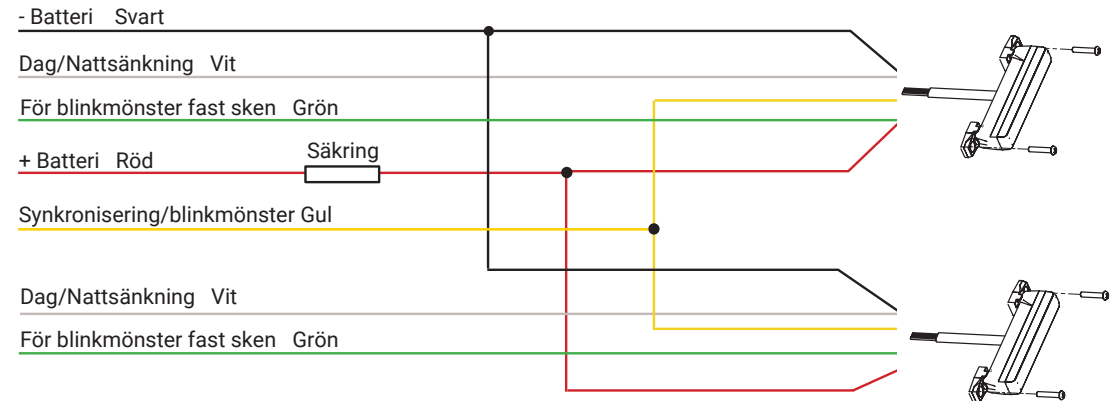 - Batteri Svart
Dag/Nattsänkning Vit
För blinkmönster fast sken Grön
Säkring
+ Batteri Röd
Synkronisering/blinkmönster Gul
Dag/Nattsänkning Vit
För blinkmönster fast sken Grön